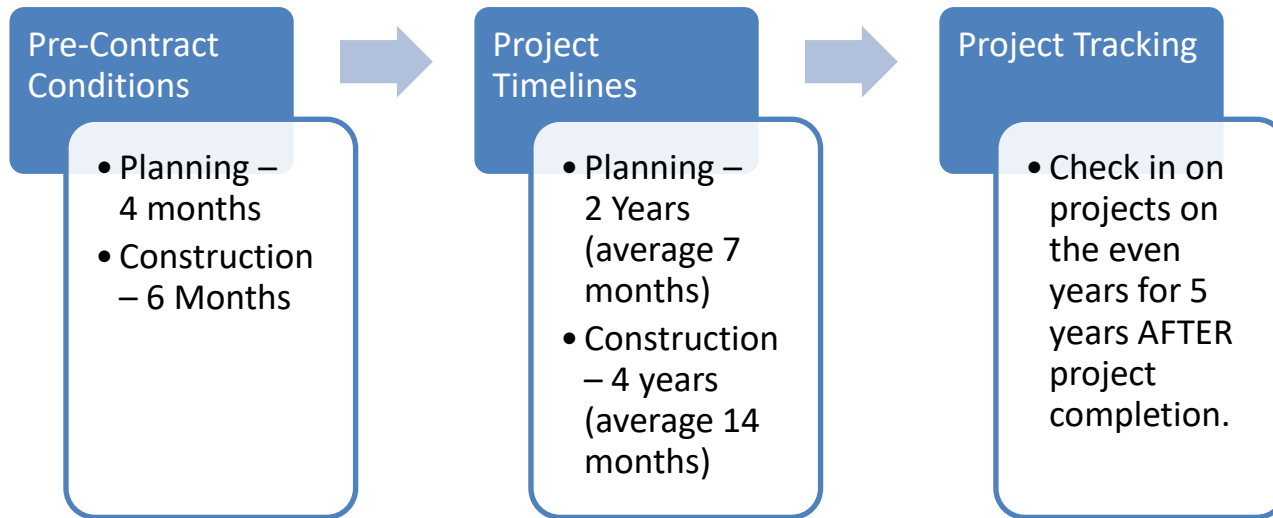 Pre-Contract
Conditions
• Planning –
4 months
• Construction
– 6 Months
Project
Timelines
• Planning –
2 Years
(average 7
months)
• Construction
– 4 years
(average 14
months)
Project Tracking
• Check in on
projects on
the even
years for 5
years AFTER
project
completion.